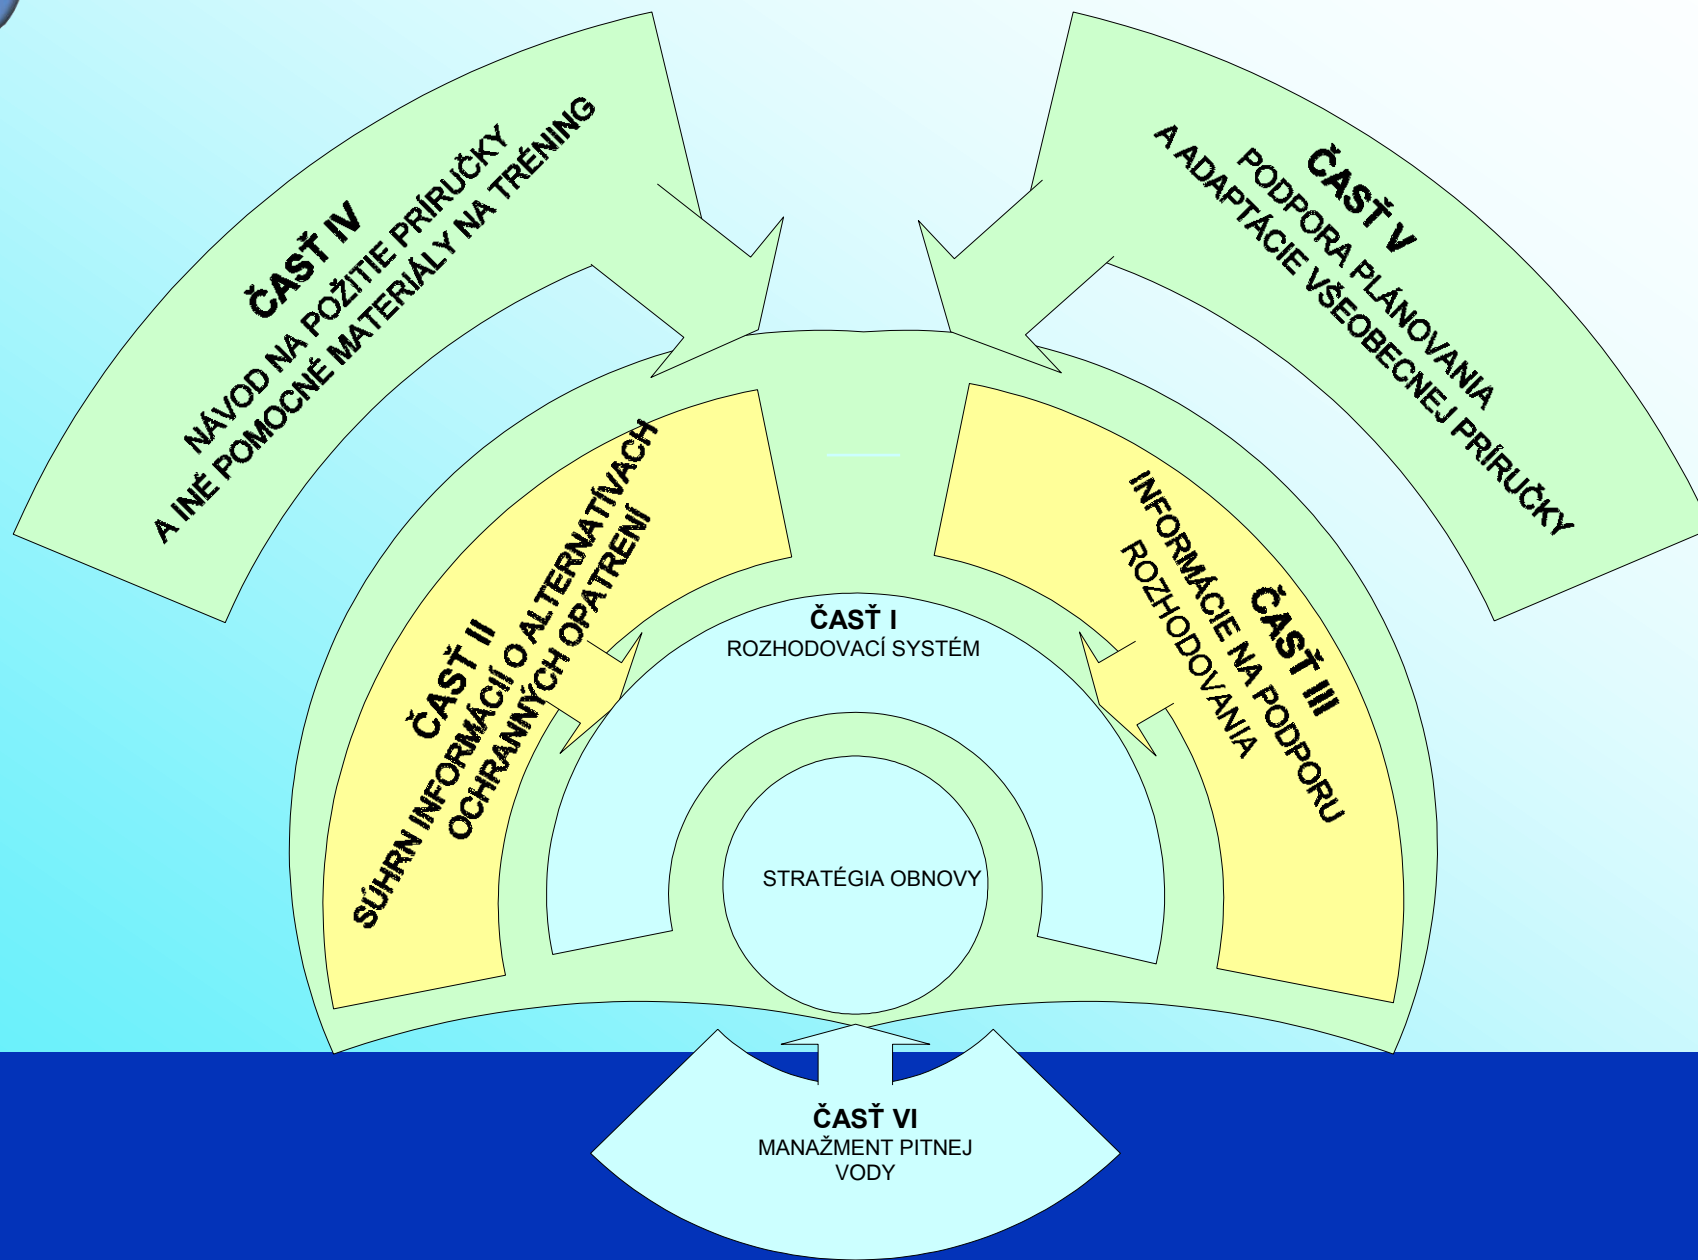 ČASŤ IV
NÁVOD NA POŽITIE PRÍRUČKY
A INÉ POMOCNÉ MATERIÁLY NA TRÉNING
ČASŤ V
PODPORA PLÁNOVANIA
A ADAPTÁCIE VŠEOBECNEJ PRÍRUČKY
ČASŤ II
SÚHRN INFORMÁCIÍ O ALTERNATÍVACH
OCHRANNÝCH OPATRENÍ
ČASŤ III
INFORMÁCIE NA PODPORU
ROZHODOVANIA
ČASŤ I
ROZHODOVACÍ SYSTÉM
STRATÉGIA OBNOVY
ČASŤ VI
MANAŽMENT PITNEJ
VODY